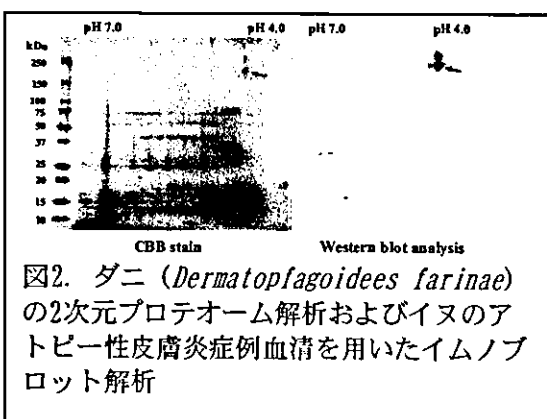 pH 7.0 pH 4.0 pH 7.0 pH 4.0
kDa
250
150
100
75
50
37
25
20
15
10
CBB stain Western blot analysis
図2. ダニ (Dermatopfagoidees farinae)
の2次元プロテオーム解析およびイヌのア
トピー性皮膚炎症例血清を用いたイムノブ
ロット解析